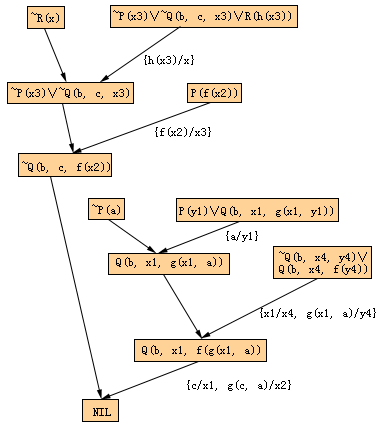 ~R(x)
~P(x3)∨~Q(b, c, x3)∨R(h(x3))
{h(x3)/x}
~P(x3)∨~Q(b, c, x3)
P(f(x2))
{f(x2)/x3}
~Q(b, c, f(x2))
~P(a)
P(y1)∨Q(b, x1, g(x1, y1))
{a/y1}
Q(b, x1, g(x1, a))
~Q(b, x4, y4)∨
Q(b, x4, f(y4))
{x1/x4, g(x1, a)/y4}
Q(b, x1, f(g(x1, a))
{c/x1, g(c, a)/x2}
NIL